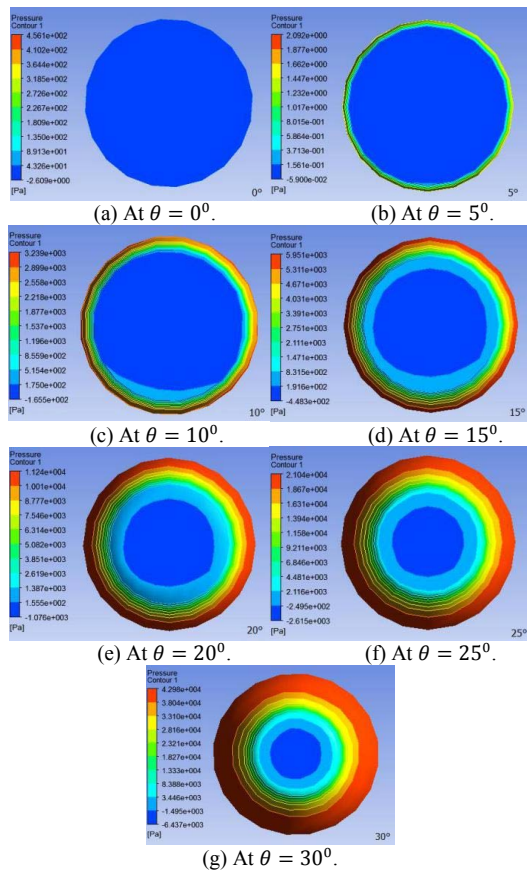 Pressure
Contour 1
4.561e+002
4.102e+002
3.644e+002
3.185e+002
2.726e+002
2.267e+002
1.809e+002
1.350e+002
8.913e+001
4.326e+001
-2.609e+000
[Pa]
0°
(a) At θ = 0⁰.
Pressure
Contour 1
2.092e+000
1.877e+000
1.662e+000
1.447e+000
1.232e+000
1.017e+000
8.015e-001
5.864e-001
3.713e-001
1.561e-001
-5.900e-002
[Pa]
5°
(b) At θ = 5⁰.
Pressure
Contour 1
3.239e+003
2.899e+003
2.558e+003
2.218e+003
1.877e+003
1.537e+003
1.196e+003
8.559e+002
5.154e+002
1.750e+002
-1.655e+002
[Pa]
10°
(c) At θ = 10⁰.
Pressure
Contour 1
5.951e+003
5.311e+003
4.671e+003
4.031e+003
3.391e+003
2.751e+003
2.111e+003
1.471e+003
8.315e+002
1.916e+002
-4.483e+002
[Pa]
15°
(d) At θ = 15⁰.
Pressure
Contour 1
1.124e+004
1.001e+004
8.777e+003
7.546e+003
6.314e+003
5.082e+003
3.851e+003
2.619e+003
1.387e+003
1.555e+002
-1.076e+003
[Pa]
20°
(e) At θ = 20⁰.
Pressure
Contour 1
2.104e+004
1.867e+004
1.631e+004
1.394e+004
1.158e+004
9.211e+003
6.846e+003
4.481e+003
2.116e+003
-2.495e+002
-2.615e+003
[Pa]
25°
(f) At θ = 25⁰.
Pressure
Contour 1
4.298e+004
3.804e+004
3.310e+004
2.816e+004
2.321e+004
1.827e+004
1.333e+004
8.388e+003
3.446e+003
-1.495e+003
-6.437e+003
[Pa]
30°
(g) At θ = 30⁰.